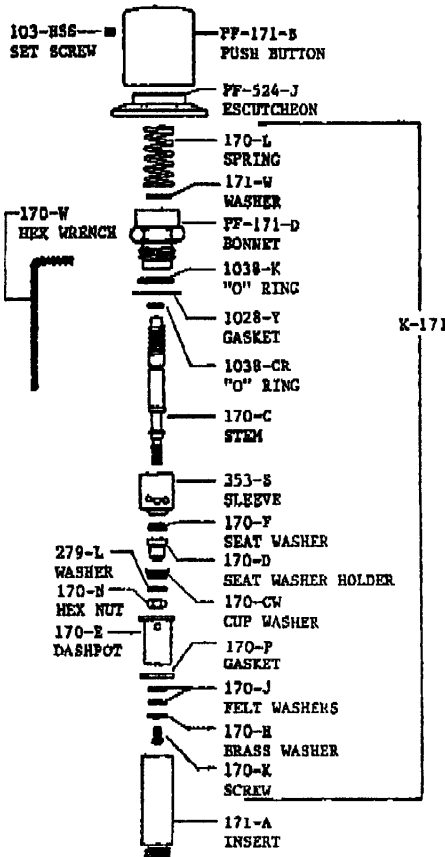 103-HSS
SET SCREW
PF-171-B
PUSH BUTTON
PF-524-J
ESCUTCHEON
170-L
SPRING
171-W
WASHER
170-W
HEX WRENCH
PF-171-D
BONNET
1038-K
"O" RING
1028-Y
GASKET
K-171
1038-CR
"O" RING
170-C
STEM
353-S
SLEEVE
170-F
SEAT WASHER
279-L
WASHER
170-D
SEAT WASHER HOLDER
170-N
HEX NUT
170-CW
CUP WASHER
170-E
DASHPOT
170-P
GASKET
170-J
FELT WASHERS
170-H
BRASS WASHER
170-K
SCREW
171-A
INSERT